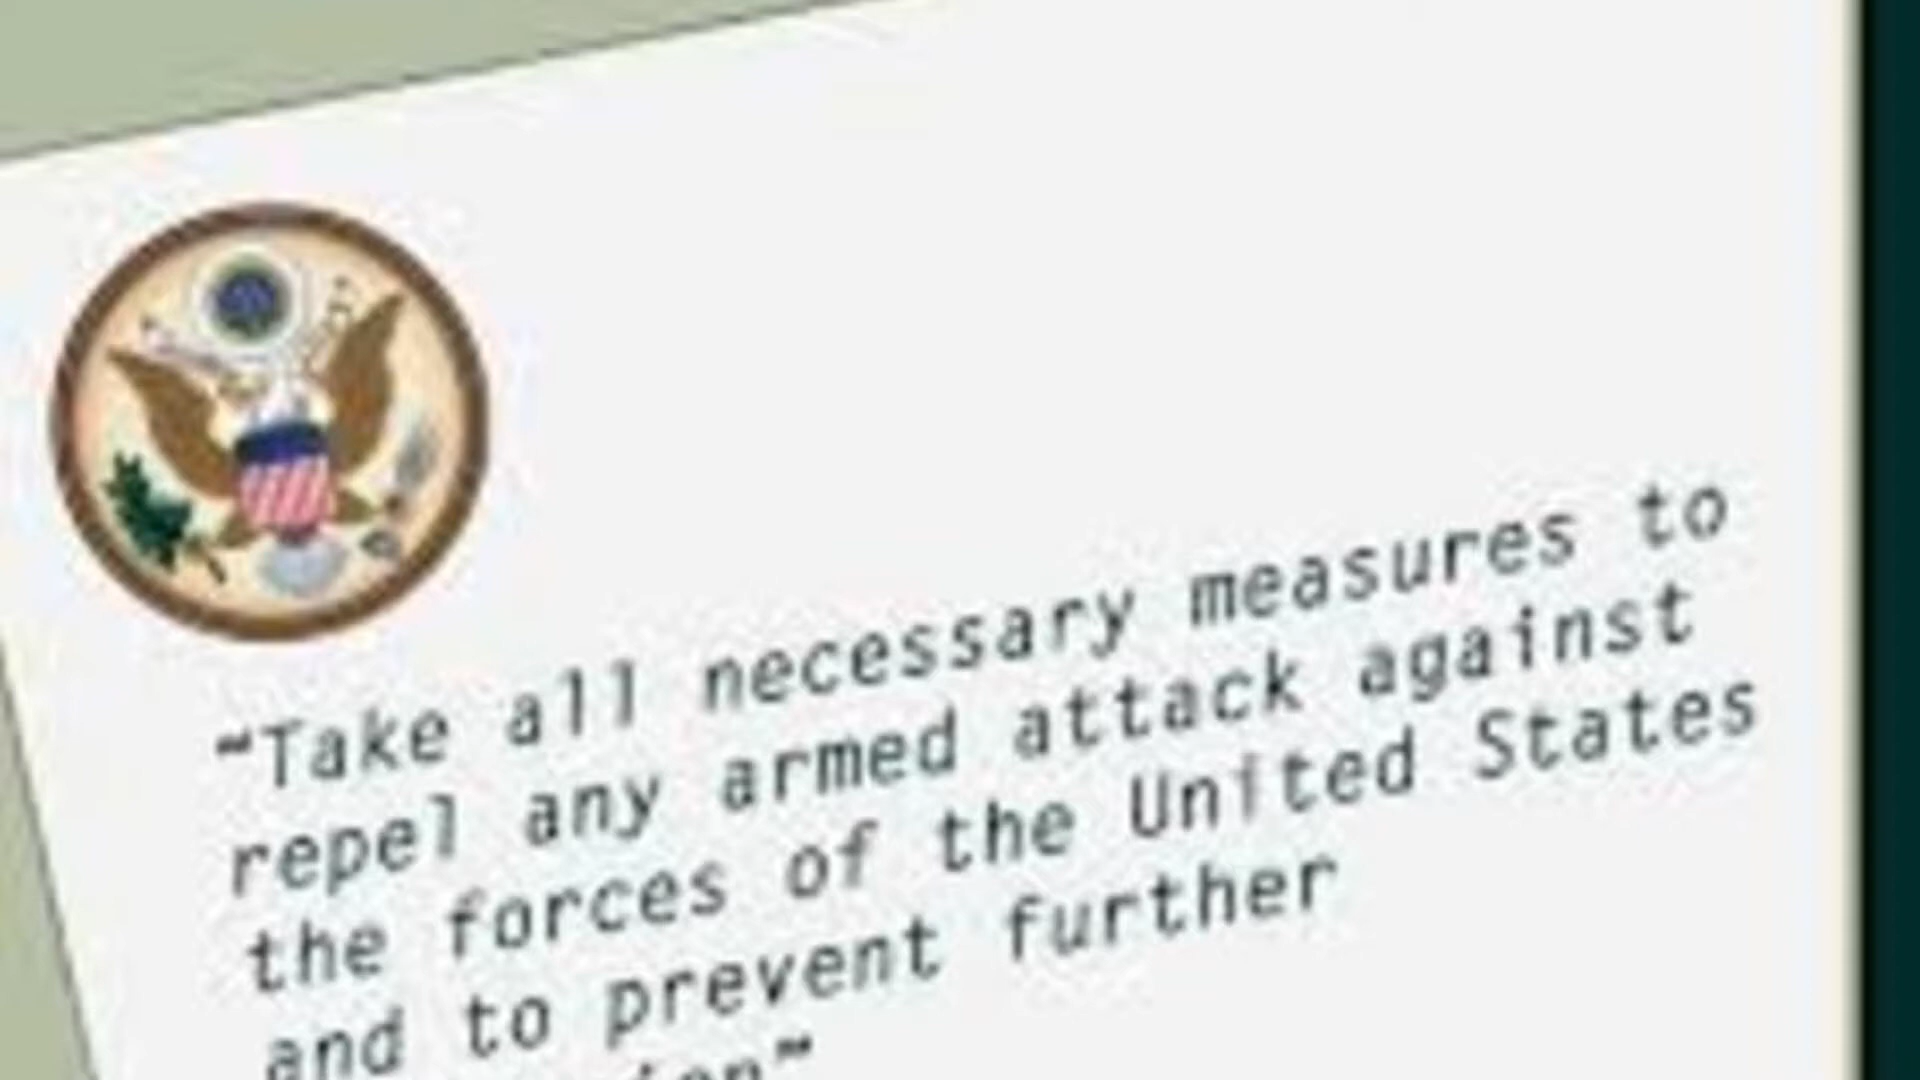 ~Take all necessary measures to
repel any armed attack against
the forces of the United States
and to prevent further